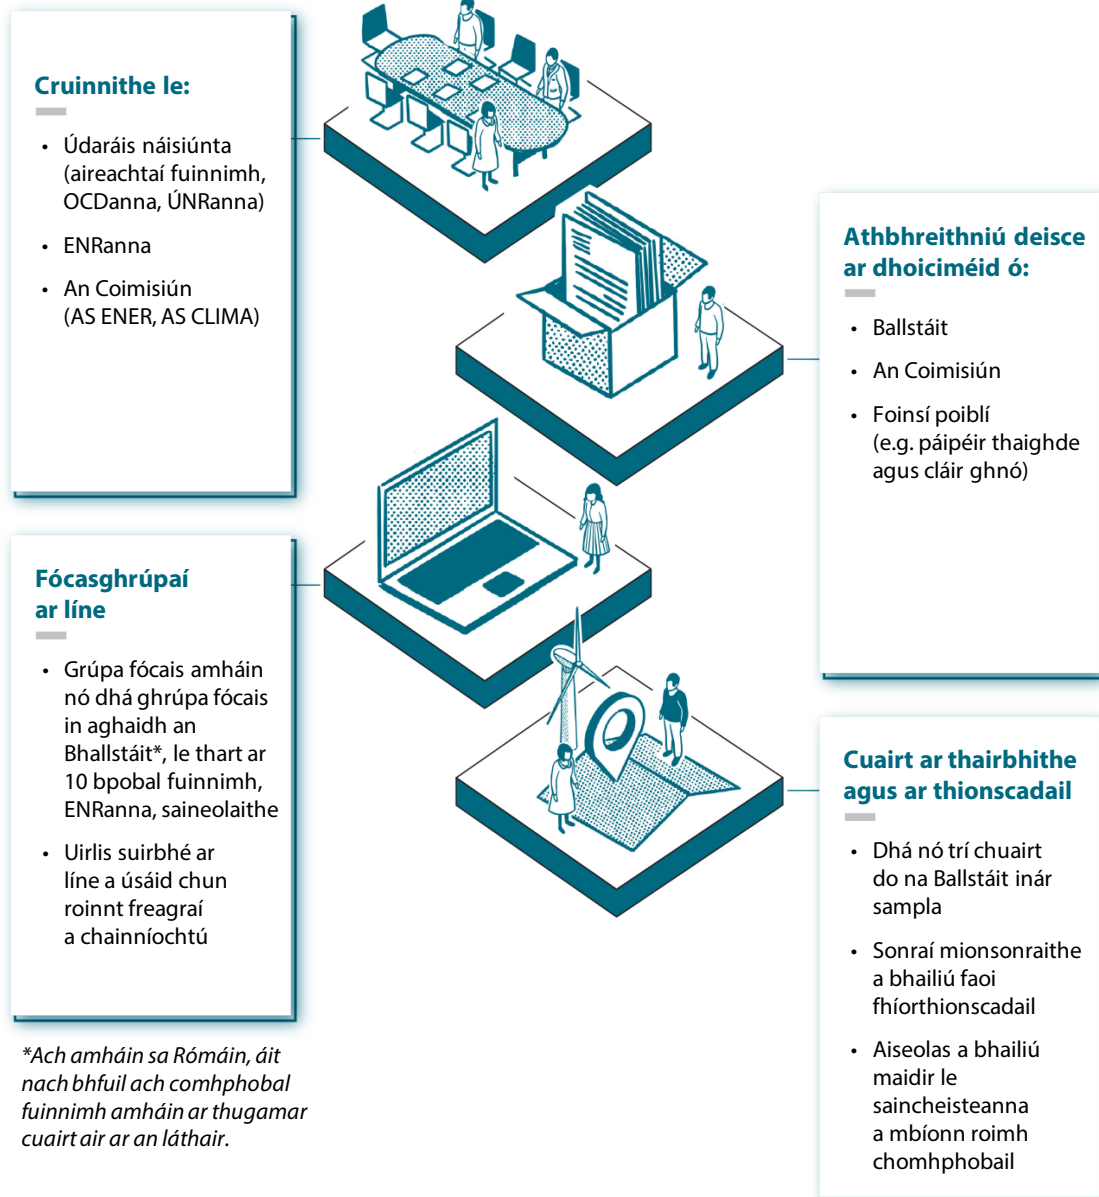 Cruinnithe le:
• Údaráis náisiúnta
(aireachtaí fuinnimh,
OCDanna, ÚNRanna)
• ENRanna
• An Coimisiún
(AS ENER, AS CLIMA)
Athbhreithniú deisce
ar dhoiciméid ó:
• Ballstáit
• An Coimisiún
• Foinsí poiblí
(e.g. páipéir thaighde
agus cláir ghnó)
Fócasghrúpaí
ar líne
• Grúpa fócais amháin
nó dhá ghrúpa fócais
in aghaidh an
Bhallstáit*, le thart ar
10 bpobal fuinnimh,
ENRanna, saineolaithe
• Uirlis suirbhé ar
líne a úsáid chun
roinnt freagraí
a chainníochtú
*Ach amháin sa Rómáin, áit
nach bhfuil ach comhphobal
fuinnimh amháin ar thugamar
cuairt air ar an láthair.
Cuairt ar thairbhithe
agus ar thionscadail
• Dhá nó trí chuairt
do na Ballstáit inár
sampla
• Sonraí mionsonraithe
a bhailiú faoi
fhíorthionscadail
• Aiseolas a bhailiú
maidir le
saincheisteanna
a mbíonn roimh
chomhphobail